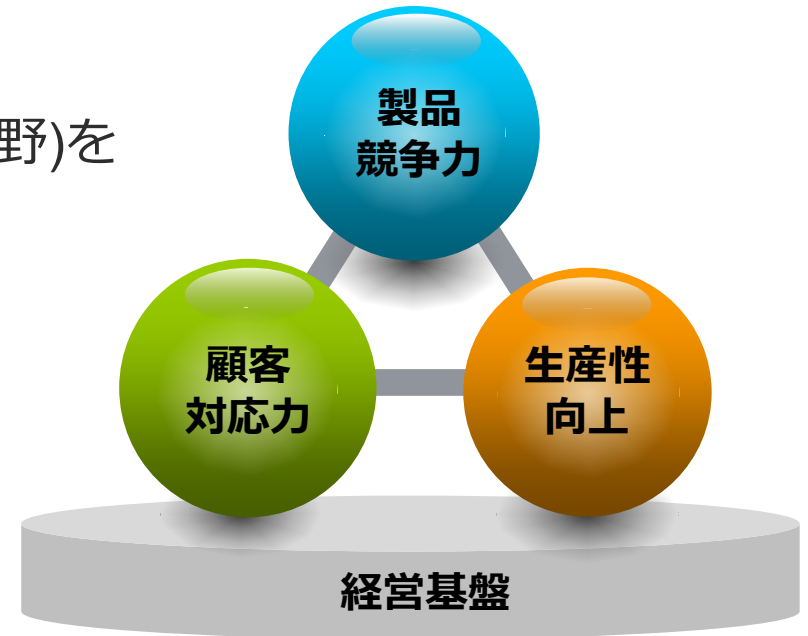 製品
競争力
野)を
顧客
対応力
生産性
向上
経営基盤